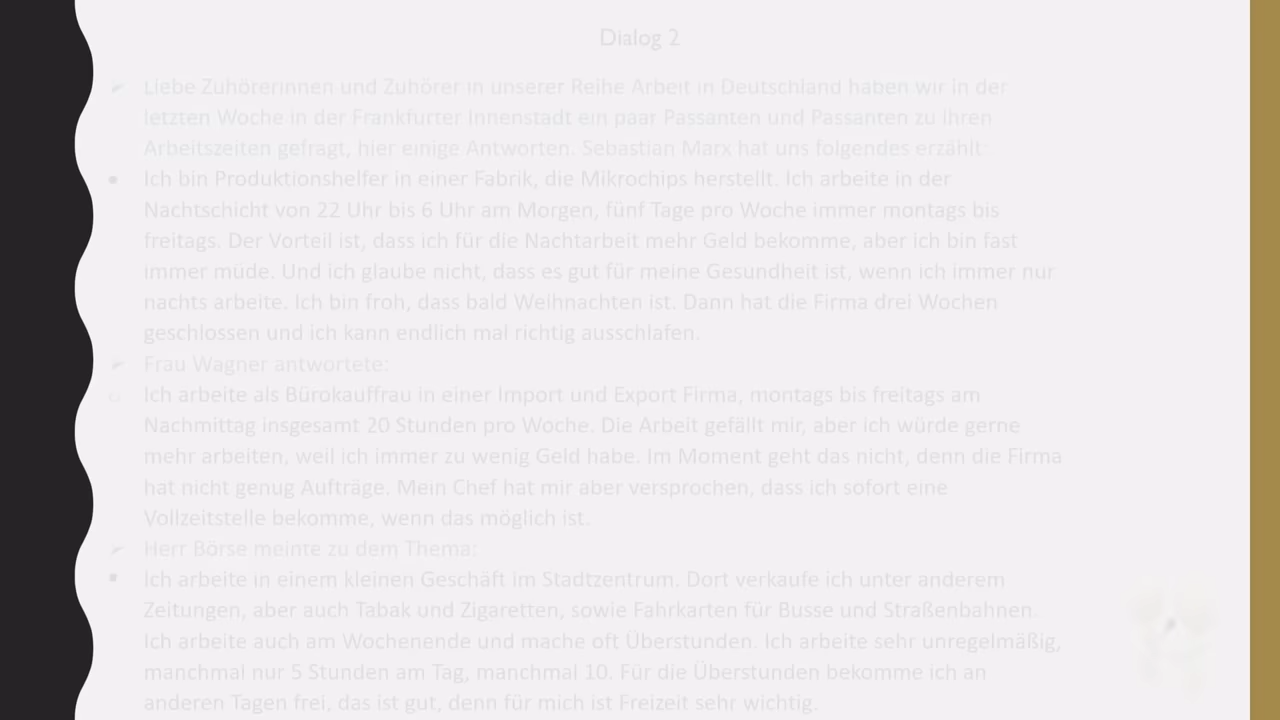 Dialog 2
Liebe Zuhörerinnen und Zuhörer in unserer Reihe Arbeit in Deutschland haben wir in der
letzten Woche in der Frankfurter Innenstadt ein paar Passanten und Passanten zu ihren
Arbeitszeiten gefragt, hier einige Antworten. Sebastian Marx hat uns folgendes erzählt:
Ich bin Produktionshelfer in einer Fabrik, die Mikrochips herstellt. Ich arbeite in der
Nachtschicht von 22 Uhr bis 6 Uhr am Morgen, fünf Tage pro Woche immer montags bis
freitags. Der Vorteil ist, dass ich für die Nachtarbeit mehr Geld bekomme, aber ich bin fast
immer müde. Und ich glaube nicht, dass es gut für meine Gesundheit ist, wenn ich immer nur
nachts arbeite. Ich bin froh, dass bald Weihnachten ist. Dann hat die Firma drei Wochen
geschlossen und ich kann endlich mal richtig ausschlafen.
Frau Wagner antwortete:
Ich arbeite als Bürokauffrau in einer Import und Export Firma, montags bis freitags am
Nachmittag insgesamt 20 Stunden pro Woche. Die Arbeit gefällt mir, aber ich würde gerne
mehr arbeiten, weil ich immer zu wenig Geld habe. Im Moment geht das nicht, denn die Firma
hat nicht genug Aufträge. Mein Chef hat mir aber versprochen, dass ich sofort eine
Vollzeitstelle bekomme, wenn das möglich ist.
Herr Börse meinte zu dem Thema:
Ich arbeite in einem kleinen Geschäft im Stadtzentrum. Dort verkaufe ich unter anderem
Zeitungen, aber auch Tabak und Zigaretten, sowie Fahrkarten für Busse und Straßenbahnen.
Ich arbeite auch am Wochenende und mache oft Überstunden. Ich arbeite sehr unregelmäßig,
manchmal nur 5 Stunden am Tag, manchmal 10. Für die Überstunden bekomme ich an
anderen Tagen frei, das ist gut, denn für mich ist Freizeit sehr wichtig.